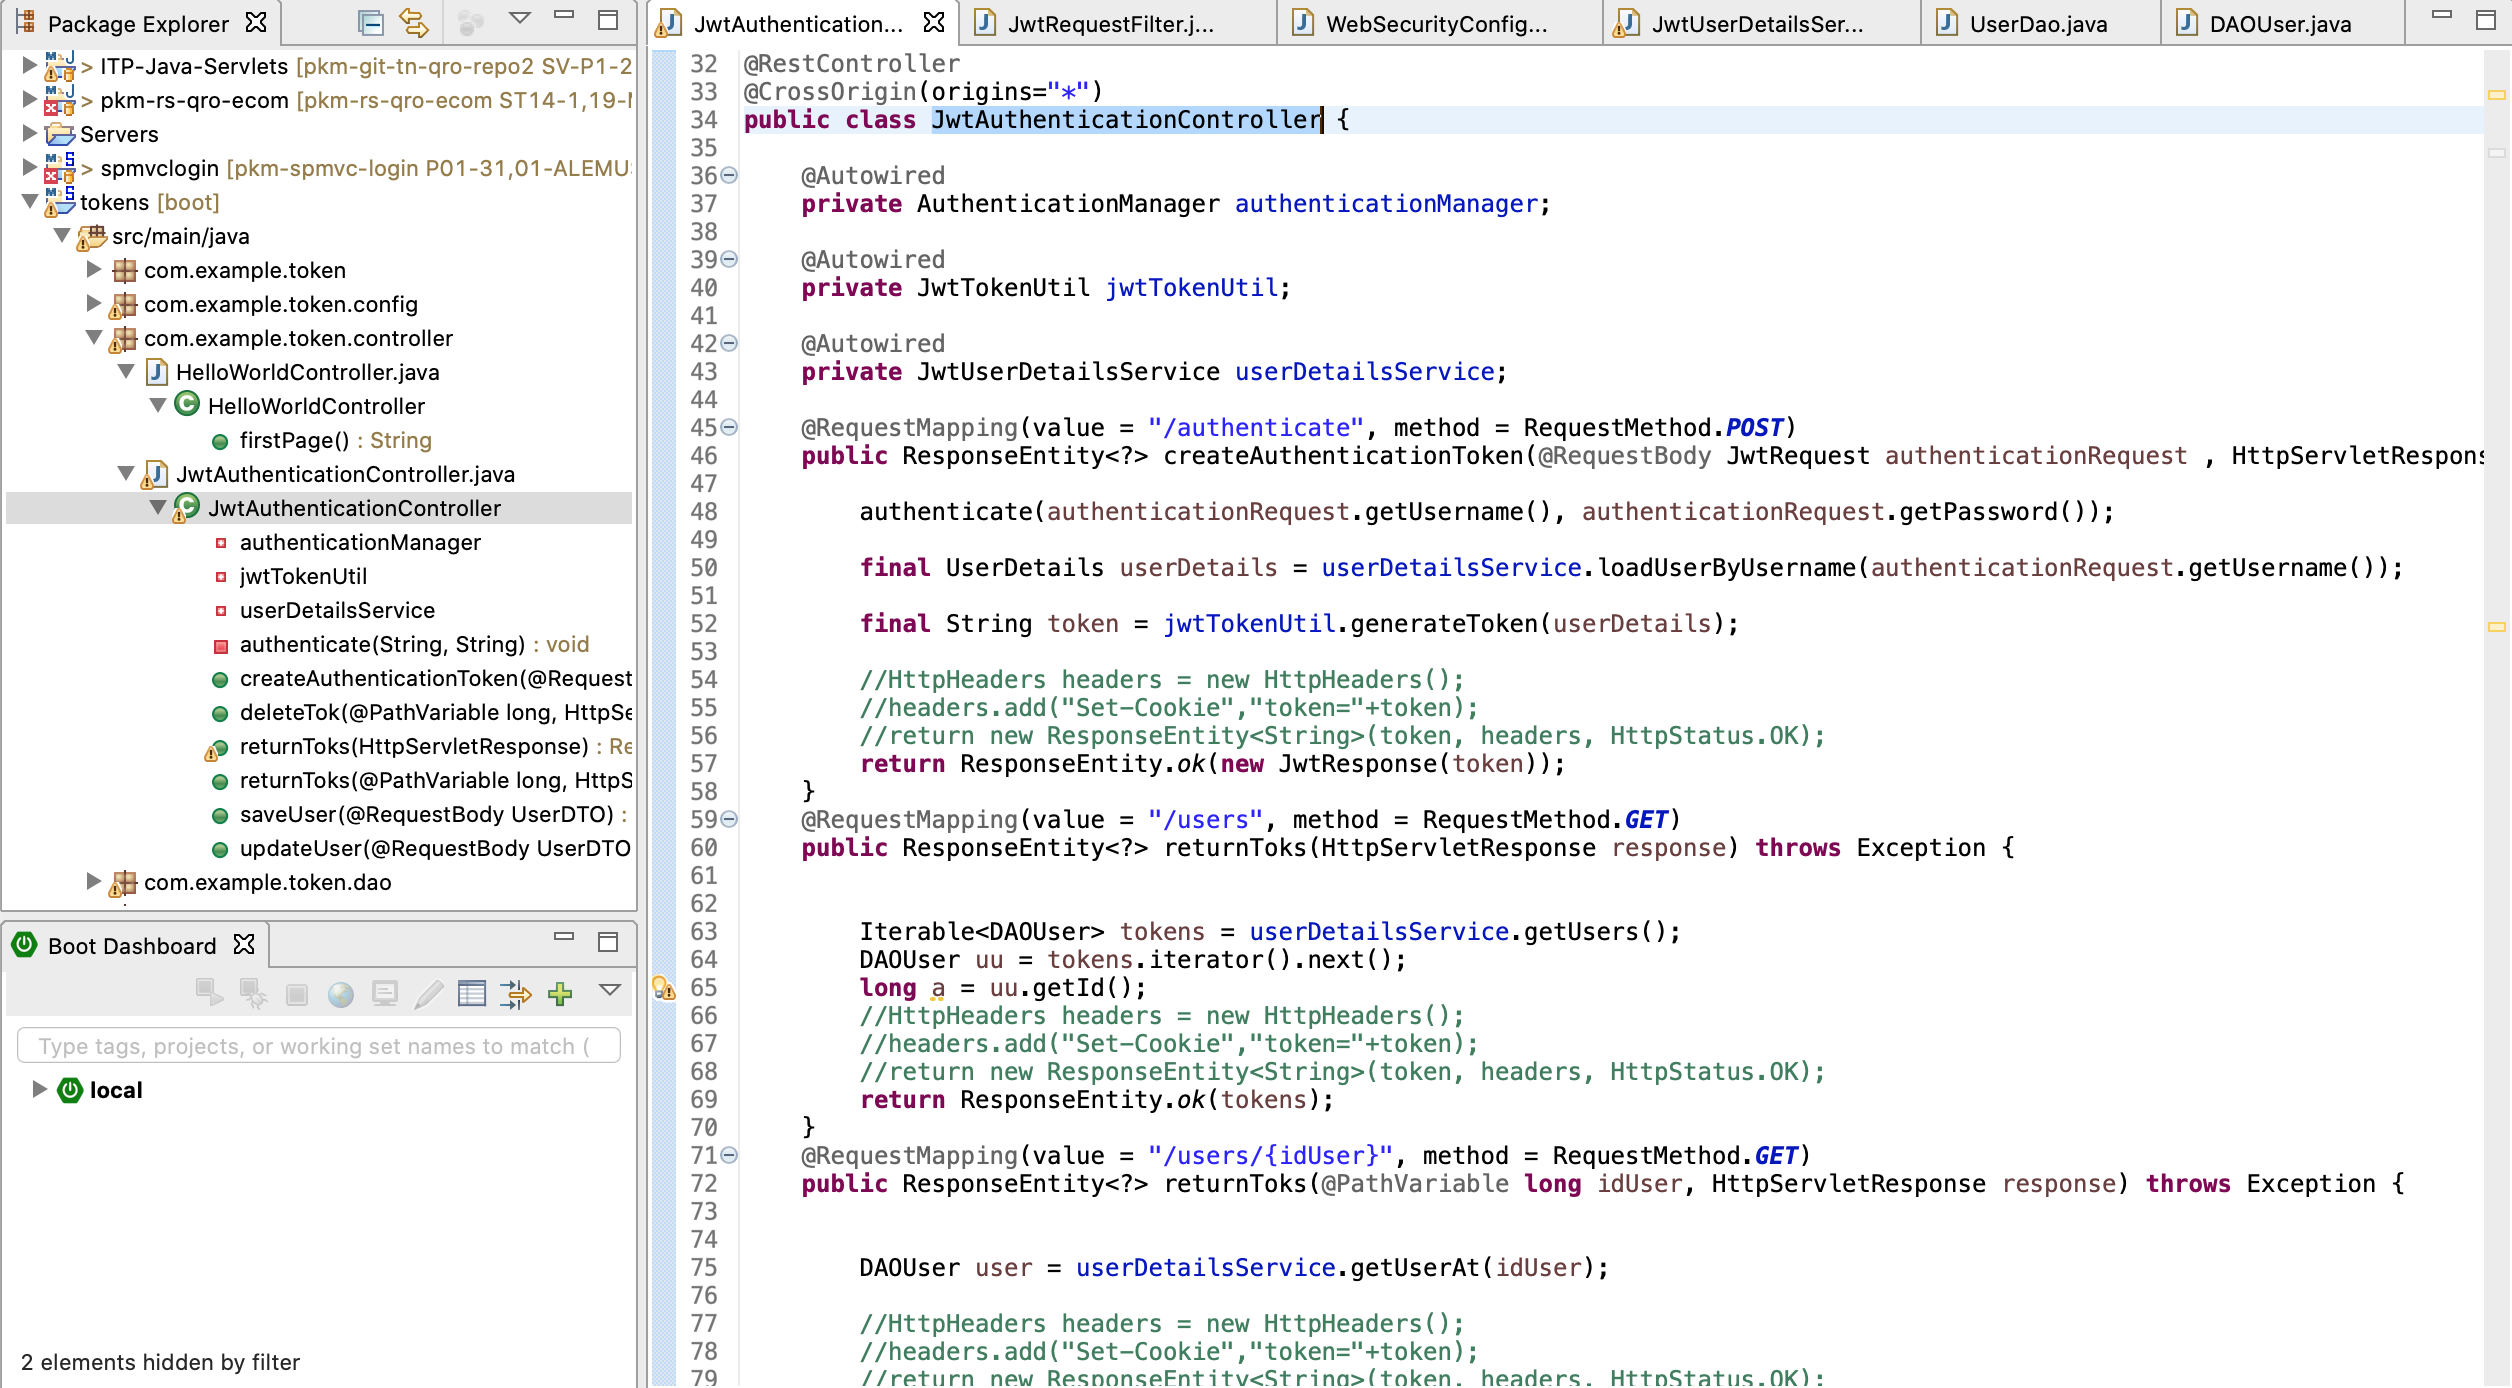 Package Explorer
> ITP-Java-Servlets [pkm-git-tn-qro-repo2 SV-P1-2
> pkm-rs-qro-ecom [pkm-rs-qro-ecom ST14-1,19-
Servers
> spmvclogin [pkm-spmvc-login P01-31,01-ALEMU
tokens [boot]
src/main/java
com.example.token
com.example.token.config
com.example.token.controller
HelloWorldController.java
HelloWorldController
firstPage() : String
JwtAuthenticationController.java
JwtAuthenticationController
authenticationManager
jwtTokenUtil
userDetailsService
authenticate(String, String) : void
createAuthenticationToken(@Request
deleteTok(@PathVariable long, HttpSe
returnToks(HttpServletResponse) : Re
returnToks(@PathVariable long, HttpS
saveUser(@RequestBody UserDTO) :
updateUser(@RequestBody UserDTO
com.example.token.dao
Boot Dashboard
Type tags, projects, or working set names to match (
local
2 elements hidden by filter
JwtAuthentication... JwtRequestFilter.j... WebSecurityConfig... JwtUserDetailsSer... UserDao.java DAOUser.java
32 @RestController
33 @CrossOrigin(origins="*")
34 public class JwtAuthenticationController {
35
36 @Autowired
37 private AuthenticationManager authenticationManager;
38
39 @Autowired
40 private JwtTokenUtil jwtTokenUtil;
41
42 @Autowired
43 private JwtUserDetailsService userDetailsService;
44
45 @RequestMapping(value = "/authenticate", method = RequestMethod.POST)
46 public ResponseEntity<?> createAuthenticationToken(@RequestBody JwtRequest authenticationRequest , HttpServletRespons
47
48 authenticate(authenticationRequest.getUsername(), authenticationRequest.getPassword());
49
50 final UserDetails userDetails = userDetailsService.loadUserByUsername(authenticationRequest.getUsername());
51
52 final String token = jwtTokenUtil.generateToken(userDetails);
53
54 //HttpHeaders headers = new HttpHeaders();
55 //headers.add("Set-Cookie","token="+token);
56 //return new ResponseEntity<String>(token, headers, HttpStatus.OK);
57 return ResponseEntity.ok(new JwtResponse(token));
58 }
59 @RequestMapping(value = "/users", method = RequestMethod.GET)
60 public ResponseEntity<?> returnToks(HttpServletResponse response) throws Exception {
61
62
63 Iterable<DAOUser> tokens = userDetailsService.getUsers();
64 DAOUser uu = tokens.iterator().next();
65 long a = uu.getId();
66 //HttpHeaders headers = new HttpHeaders();
67 //headers.add("Set-Cookie","token="+token);
68 //return new ResponseEntity<String>(token, headers, HttpStatus.OK);
69 return ResponseEntity.ok(tokens);
70 }
71 @RequestMapping(value = "/users/{idUser}", method = RequestMethod.GET)
72 public ResponseEntity<?> returnToks(@PathVariable long idUser, HttpServletResponse response) throws Exception {
73
74
75 DAOUser user = userDetailsService.getUserAt(idUser);
76
77 //HttpHeaders headers = new HttpHeaders();
78 //headers.add("Set-Cookie","token="+token);
79 //return new ResponseEntity<String>(token, headers, HttpStatus.OK);